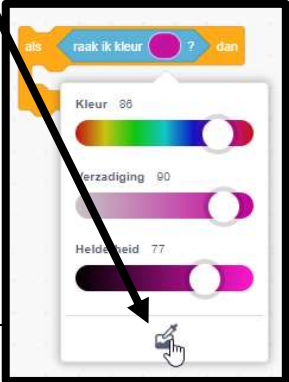 als raak ik kleur ? dan
Kleur 86
Verzadiging 90
Helderheid 77